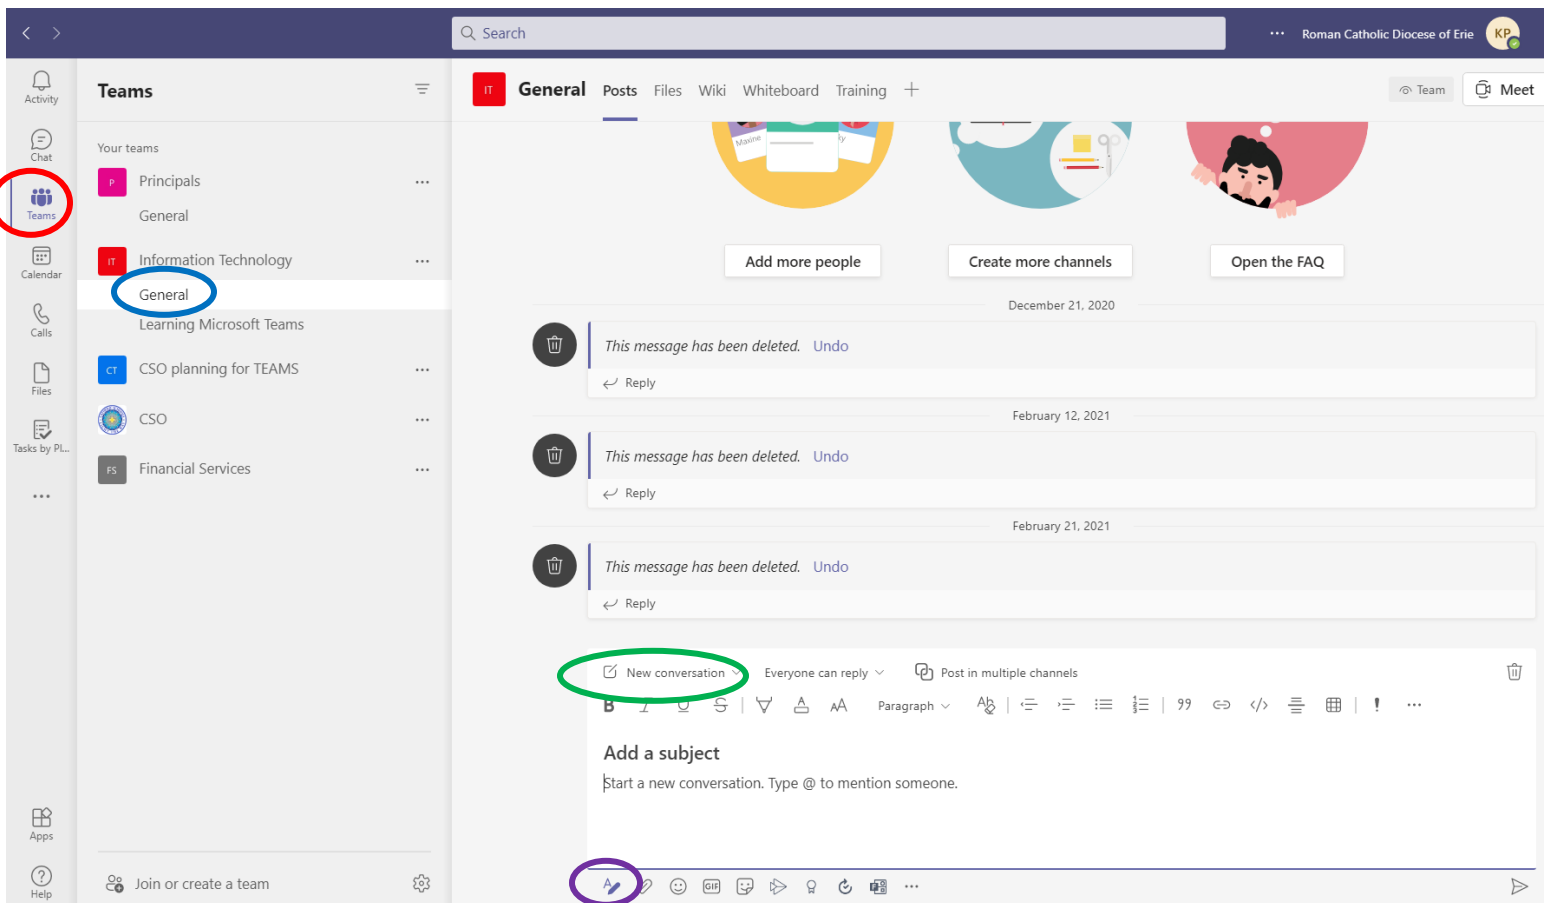 Search
Roman Catholic Diocese of Erie
KP
Activity
Chat
Teams
Calendar
Calls
Files
Tasks by Pl...
Apps
Help
Teams
Your teams
P Principals
General
IT Information Technology
General
Learning Microsoft Teams
CT CSO planning for TEAMS
CSO
FS Financial Services
Join or create a team
IT General Posts Files Wiki Whiteboard Training
Team
Meet
Maxine
Add more people
Create more channels
Open the FAQ
December 21, 2020
This message has been deleted. Undo
Reply
February 12, 2021
This message has been deleted. Undo
Reply
February 21, 2021
This message has been deleted. Undo
Reply
New conversation Everyone can reply Post in multiple channels
B I U S A AA Paragraph Ab
Add a subject
Start a new conversation. Type @ to mention someone.
GIF